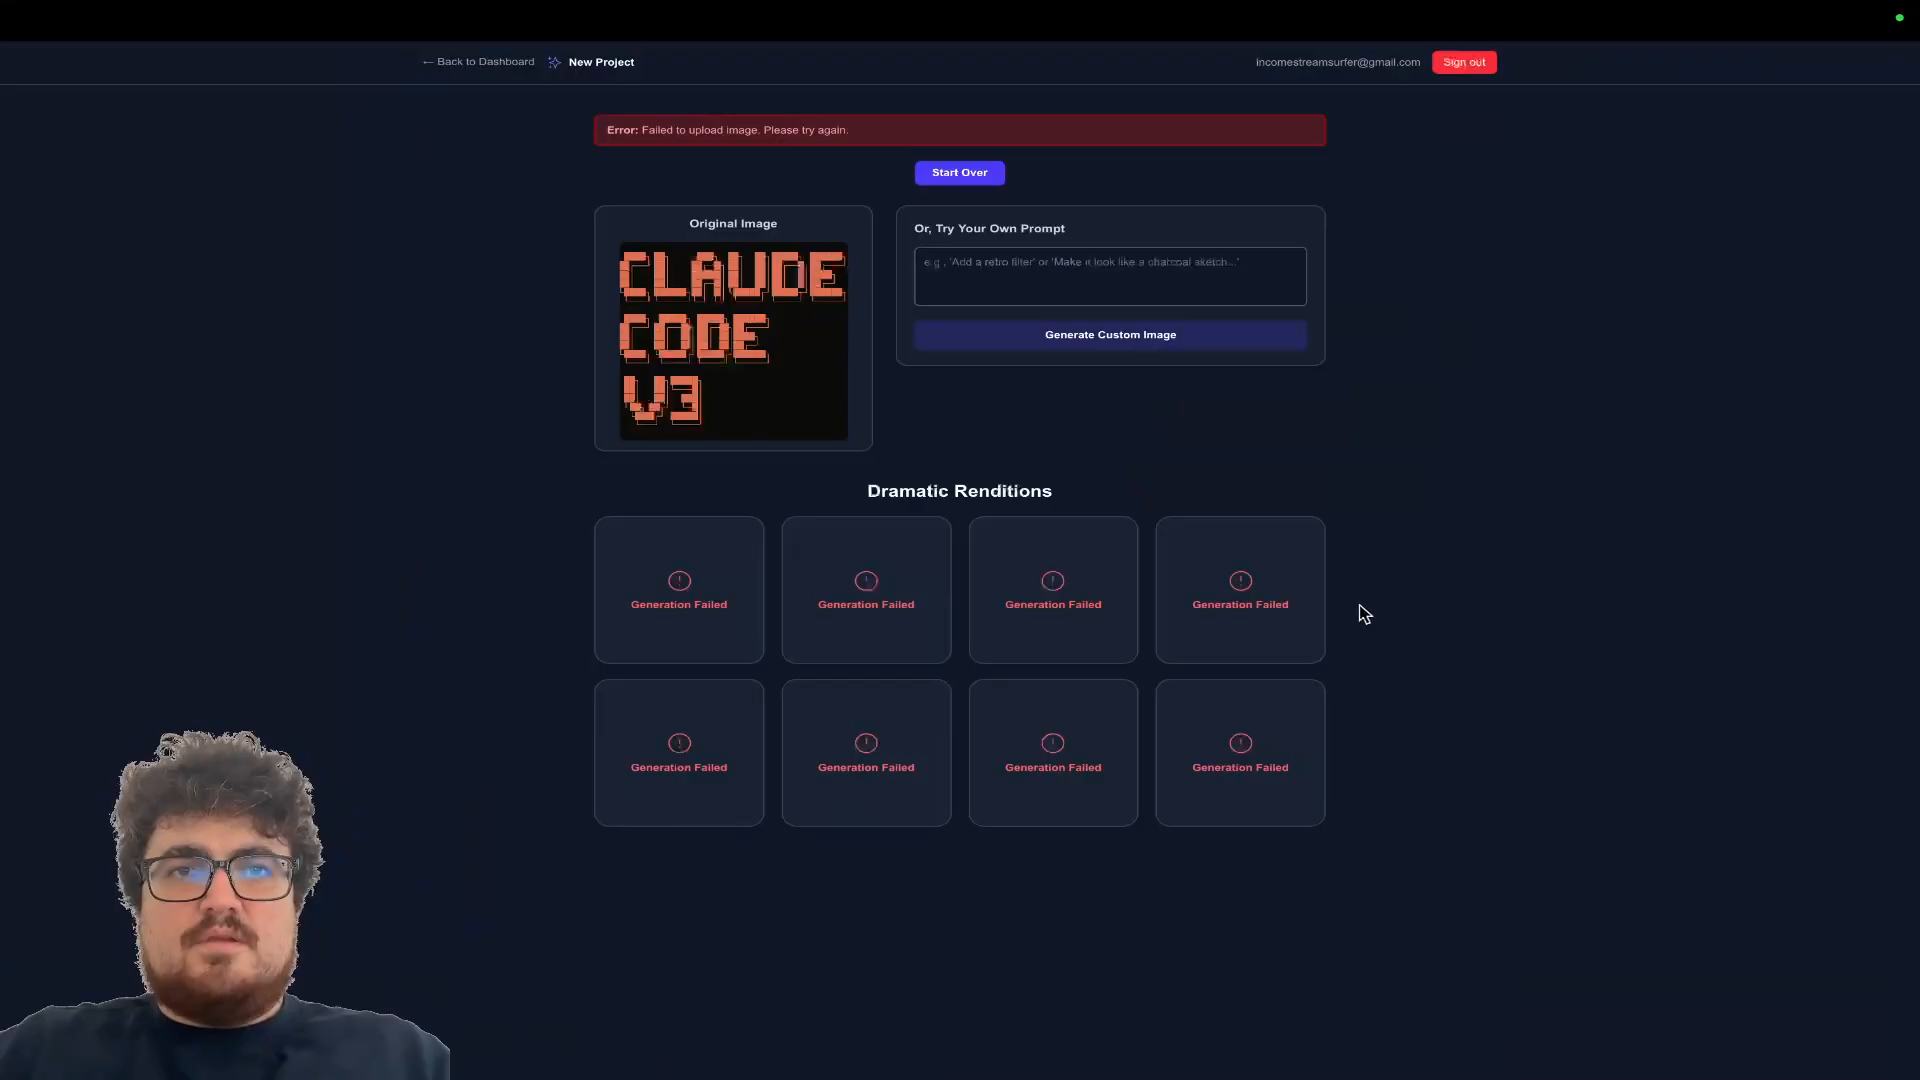 ← Back to Dashboard New Project incomestreamsurfer@gmail.com Sign out
Error: Failed to upload image. Please try again.
Start Over
Original Image
CLAUDE
CODE
V3
Or, Try Your Own Prompt
e.g., 'Add a retro filter' or 'Make it look like a charcoal sketch...'
Generate Custom Image
Dramatic Renditions
Generation Failed Generation Failed Generation Failed Generation Failed
Generation Failed Generation Failed Generation Failed Generation Failed